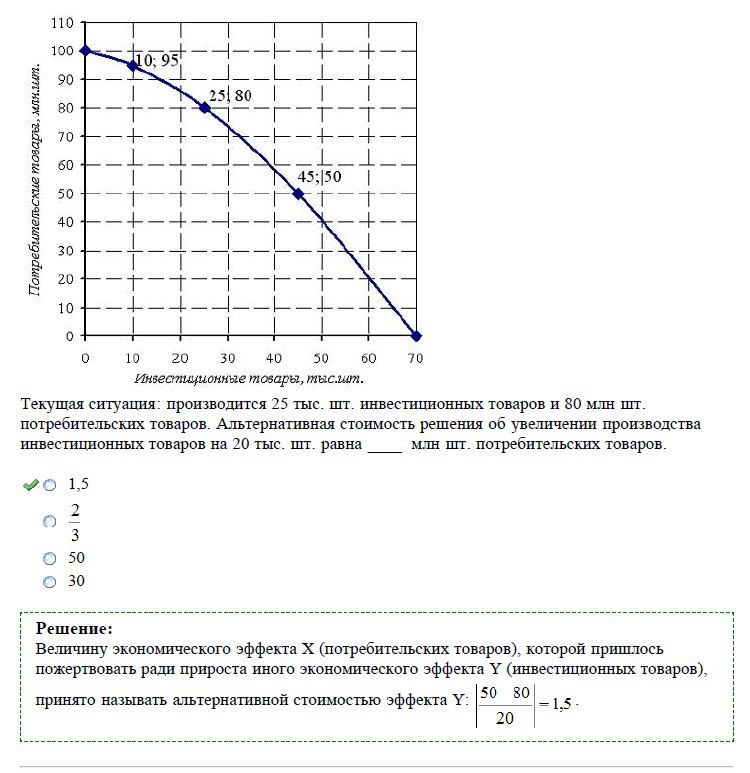 110
100
90
80
70
60
50
40
30
20
10
0
10; 95
25; 80
45; 50
0 10 20 30 40 50 60 70
Потребительские товары, млн.шт.
Инвестиционные товары, тыс.шт.
Текущая ситуация: производится 25 тыс. шт. инвестиционных товаров и 80 млн шт.
потребительских товаров. Альтернативная стоимость решения об увеличении производства
инвестиционных товаров на 20 тыс. шт. равна ____ млн шт. потребительских товаров.
1,5
2
3
50
30
Решение:
Величину экономического эффекта X (потребительских товаров), которой пришлось
пожертвовать ради прироста иного экономического эффекта Y (инвестиционных товаров),
принято называть альтернативной стоимостью эффекта Y: |50 80 / 20| = 1,5 .